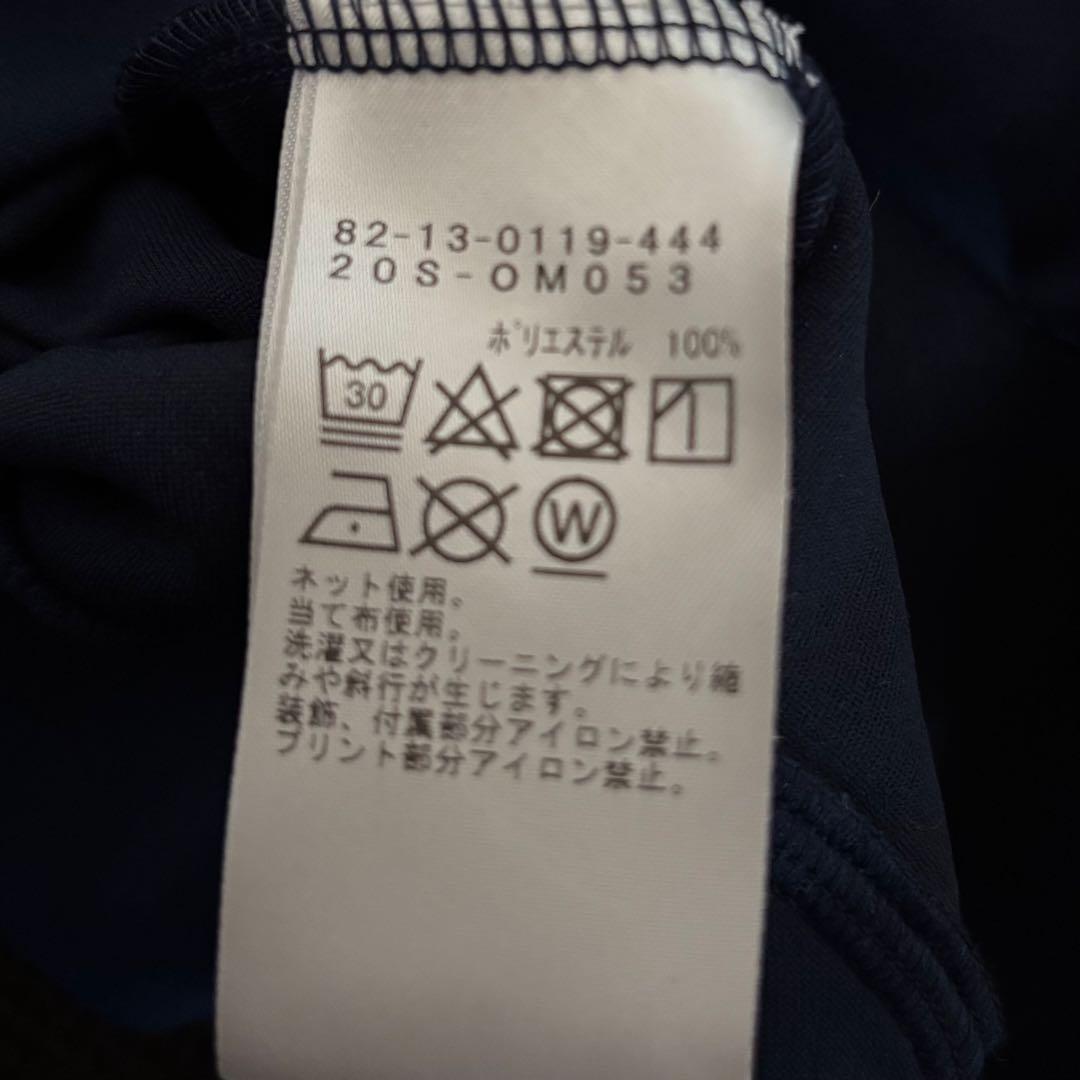 82-13-0119-444
20S-OM053
ポリエステル 100%
30
W
ネット使用。
当て布使用。
洗濯又はクリーニングにより縮
みや斜行が生じます。
装飾、付属部分アイロン禁止。
プリント部分アイロン禁止。